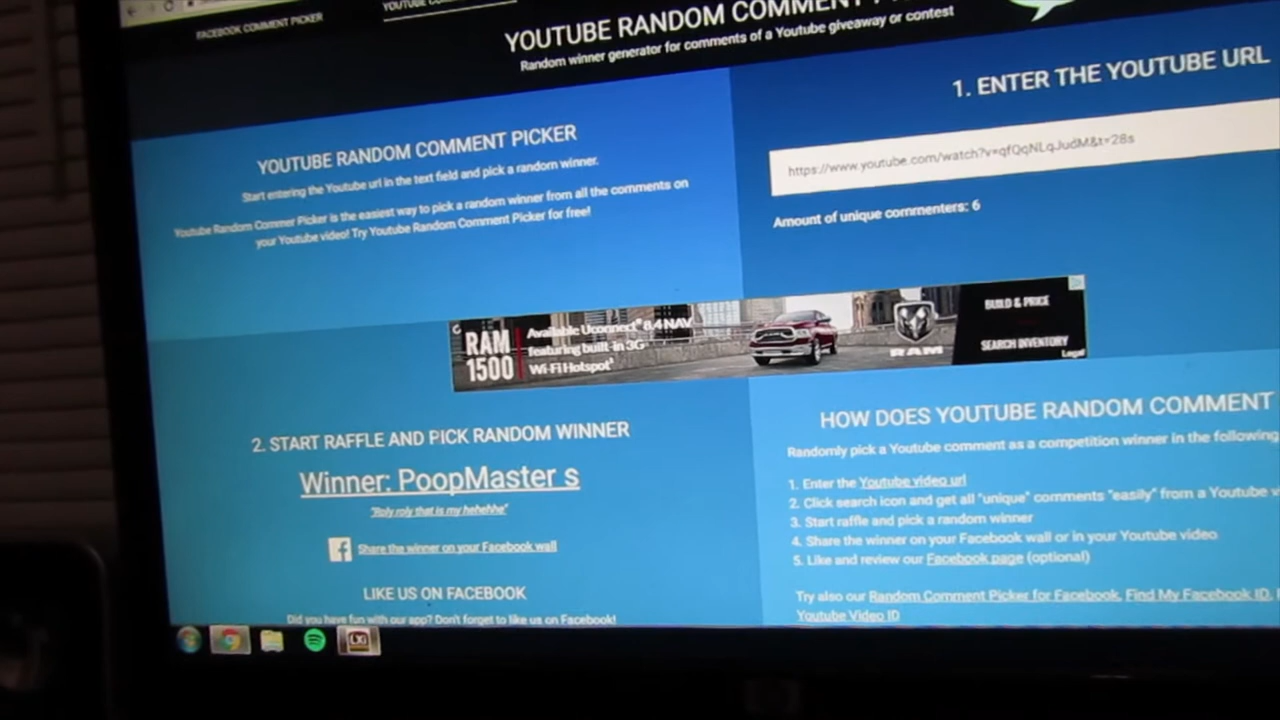 FACEBOOK COMMENT PICKER
YOUTUBE
YOUTUBE RANDOM COMMENT
Random winner generator for comments of a Youtube giveaway or contest
YOUTUBE RANDOM COMMENT PICKER
Start entering the Youtube url in the text field and pick a random winner.
Youtube Random Commer Picker is the easiest way to pick a random winner from all the comments on
your Youtube video! Try Youtube Random Comment Picker for free!
1. ENTER THE YOUTUBE URL
https://www.youtube.com/watch?v=qfQqNLqJudM&t=28s
Amount of unique commenters: 6
RAM
1500
Available Uconnect® 8.4 NAV
featuring built-in 3G
Wi-Fi Hotspot¹
RAM
BUILD & PRICE
SEARCH INVENTORY
Legal
2. START RAFFLE AND PICK RANDOM WINNER
Winner: PoopMaster s
"Roly roly that is my hehehhe"
Share the winner on your Facebook wall
LIKE US ON FACEBOOK
Did you have fun with our app? Don't forget to like us on Facebook!
HOW DOES YOUTUBE RANDOM COMMENT
Randomly pick a Youtube comment as a competition winner in the following
1. Enter the Youtube video url
2. Click search icon and get all "unique" comments "easily" from a Youtube
3. Start raffle and pick a random winner
4. Share the winner on your Facebook wall or in your Youtube video
5. Like and review our Facebook page (optional)
Try also our Random Comment Picker for Facebook, Find My Facebook ID,
Youtube Video ID